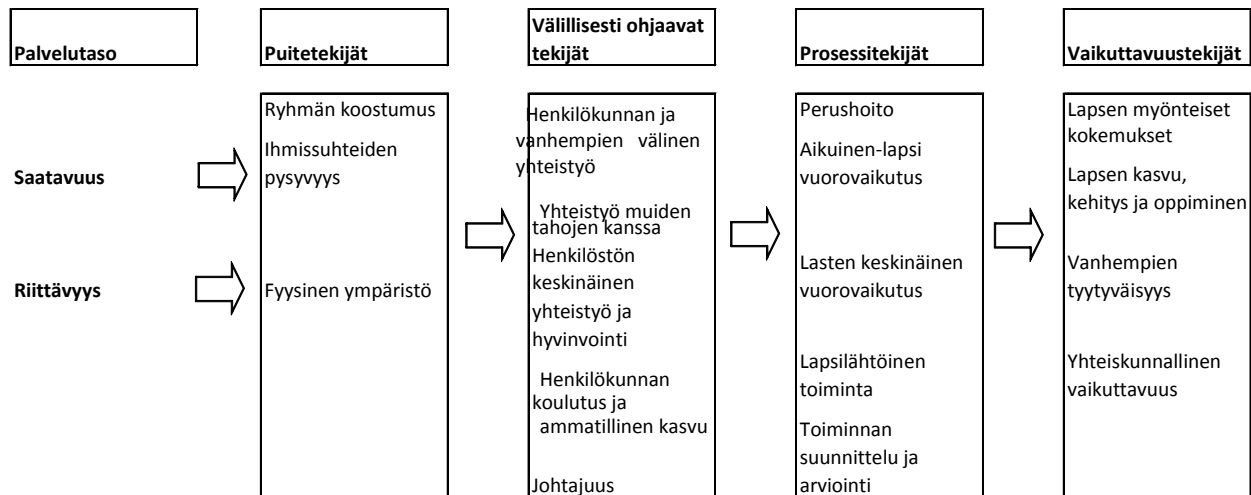 Palvelutaso
Puitetekijät
Välillisesti ohjaavat
tekijät
Prosessitekijät
Vaikuttavuustekijät
Saatavuus
Riittävyys
Ryhmän koostumus
Ihmissuhteiden
pysyvyys
Fyysinen ympäristö
Henkilökunnan ja
vanhempien välinen
yhteistyö
Yhteistyö muiden
tahojen kanssa
Henkilöstön
keskinäinen
yhteistyö ja
hyvinvointi
Henkilökunnan
koulutus ja
ammatillinen kasvu
Johtajuus
Perushoito
Aikuinen-lapsi
vuorovaikutus
Lasten keskinäinen
vuorovaikutus
Lapsilähtöinen
toiminta
Toiminnan
suunnittelu ja
arviointi
Lapsen myönteiset
kokemukset
Lapsen kasvu,
kehitys ja oppiminen
Vanhempien
tyytyväisyys
Yhteiskunnallinen
vaikuttavuus